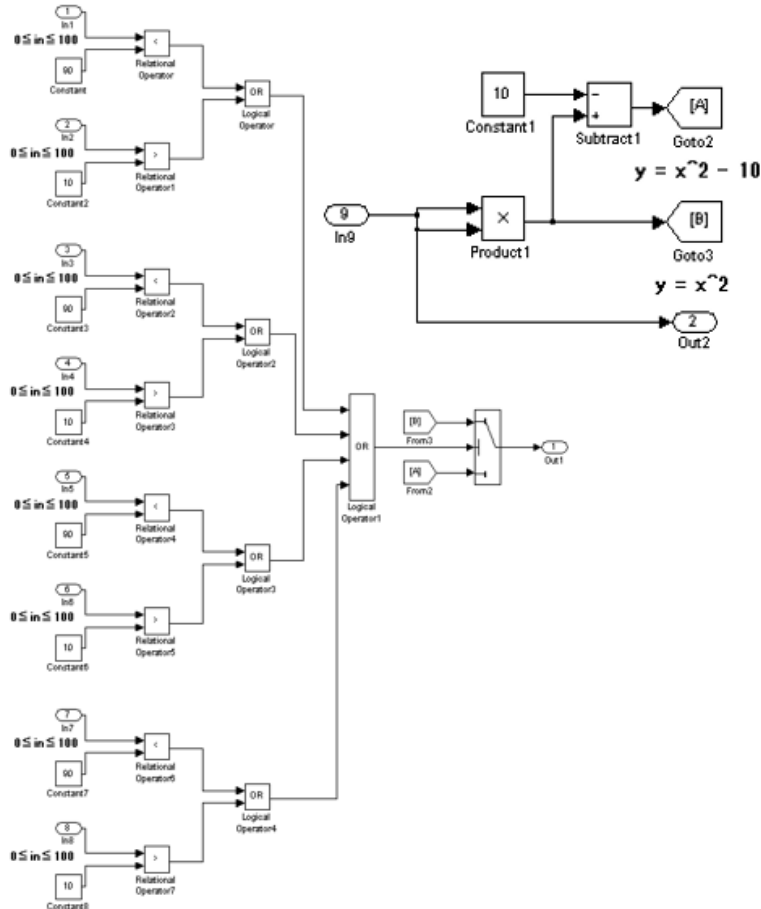 1
In1
0≦in≦100
<
90
Relational
Operator
Constant
OR
Logical
Operator
2
In2
0≦in≦100
>
10
Relational
Operator1
Constant2
3
In3
0≦in≦100
<
90
Relational
Operator2
Constant3
OR
Logical
Operator2
4
In4
0≦in≦100
>
10
Relational
Operator3
Constant4
5
In5
0≦in≦100
<
90
Relational
Operator4
Constant5
OR
Logical
Operator3
6
In6
0≦in≦100
>
10
Relational
Operator5
Constant6
7
In7
0≦in≦100
<
90
Relational
Operator6
Constant7
OR
Logical
Operator4
8
In8
0≦in≦100
>
10
Relational
Operator7
Constant8
OR
Logical
Operator1
[B]
From3
[A]
From2
1
Out1
10
Constant1
−
+
Subtract1
[A]
Goto2
y = x^2 - 10
9
In9
×
Product1
[B]
Goto3
y = x^2
2
Out2